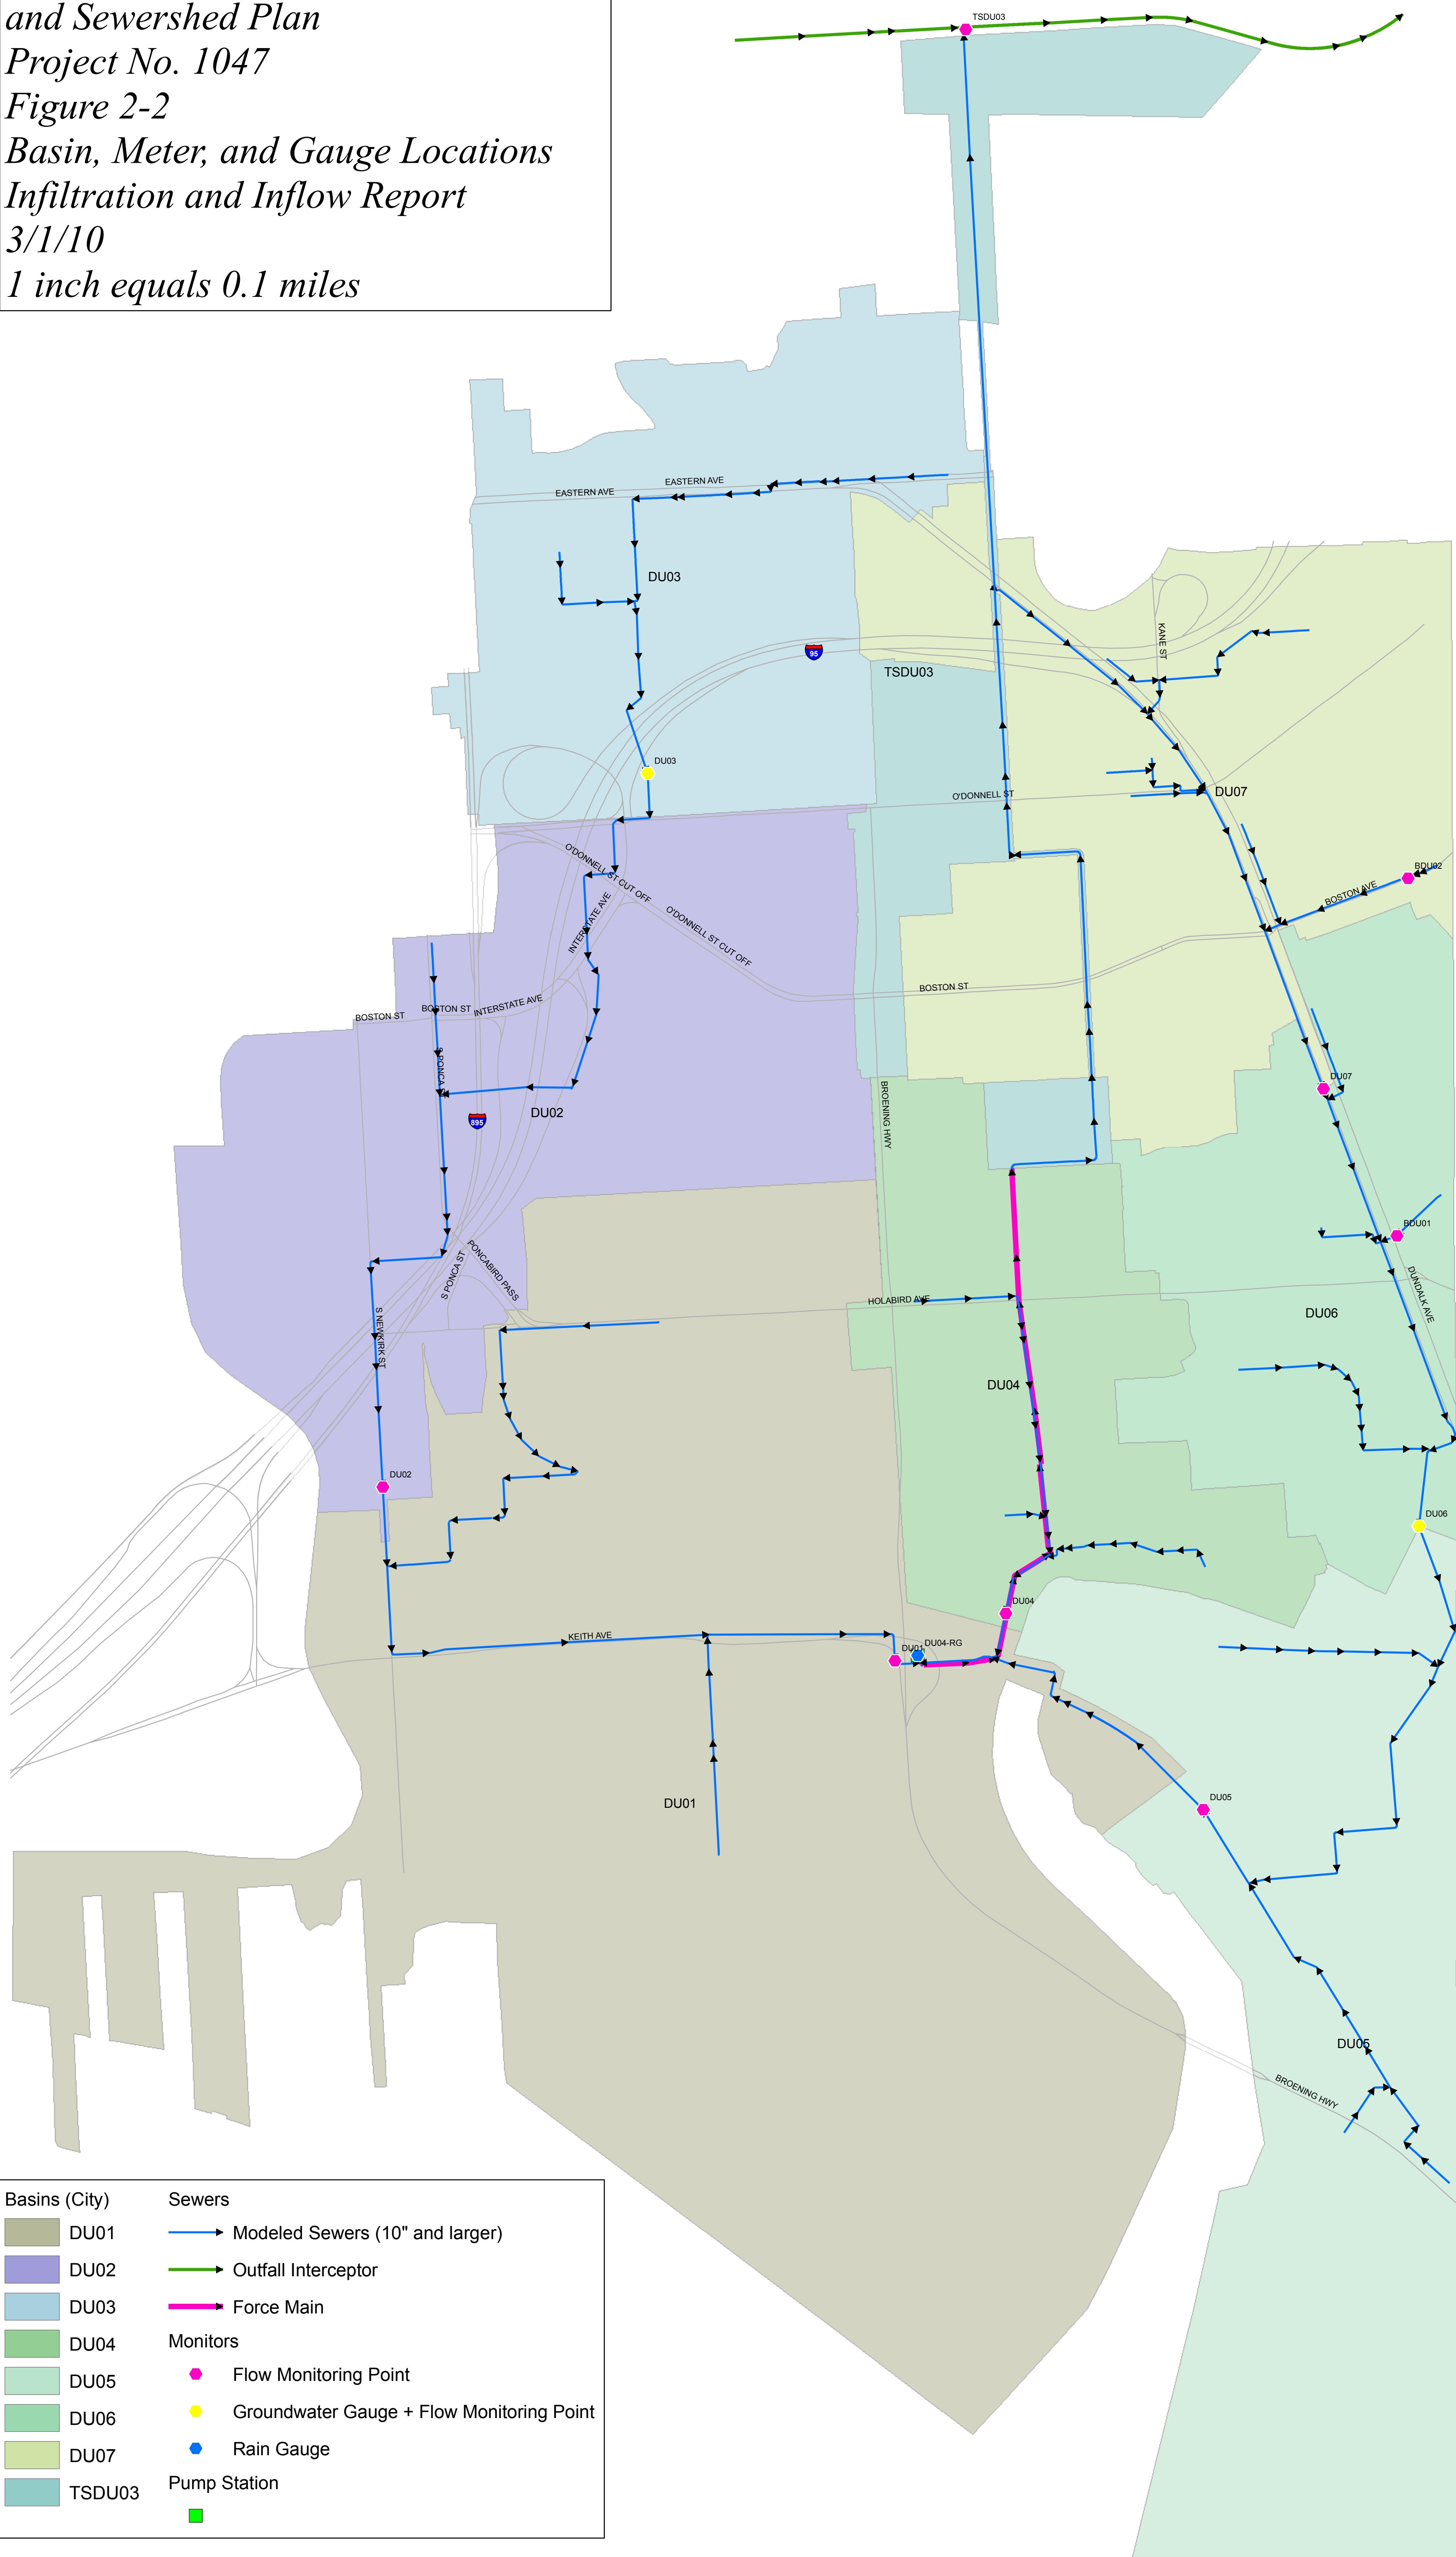 and Sewershed Plan
Project No. 1047
Figure 2-2
Basin, Meter, and Gauge Locations
Infiltration and Inflow Report
3/1/10
1 inch equals 0.1 miles
TSDU03
EASTERN AVE
EASTERN AVE
DU03
KANE ST
95
TSDU03
DU03
O'DONNELL ST
DU07
O'DONNELL ST CUT OFF
BDU02
BOSTON AVE
INTERSTATE AVE
O'DONNELL ST CUT OFF
BOSTON ST
BOSTON ST
BOSTON ST
INTERSTATE AVE
S PONCA
DU07
DU02
895
BROENING HWY
BDU01
PONCABIRD PASS
S PONCA ST
DUNDALK AVE
HOLABIRD AVE
DU06
S NEWKIRK ST
DU04
DU02
DU06
DU04
KEITH AVE
DU01
DU04-RG
DU01
DU05
DU05
BROENING HWY
Basins (City)
DU01
DU02
DU03
DU04
DU05
DU06
DU07
TSDU03
Sewers
Modeled Sewers (10" and larger)
Outfall Interceptor
Force Main
Monitors
Flow Monitoring Point
Groundwater Gauge + Flow Monitoring Point
Rain Gauge
Pump Station